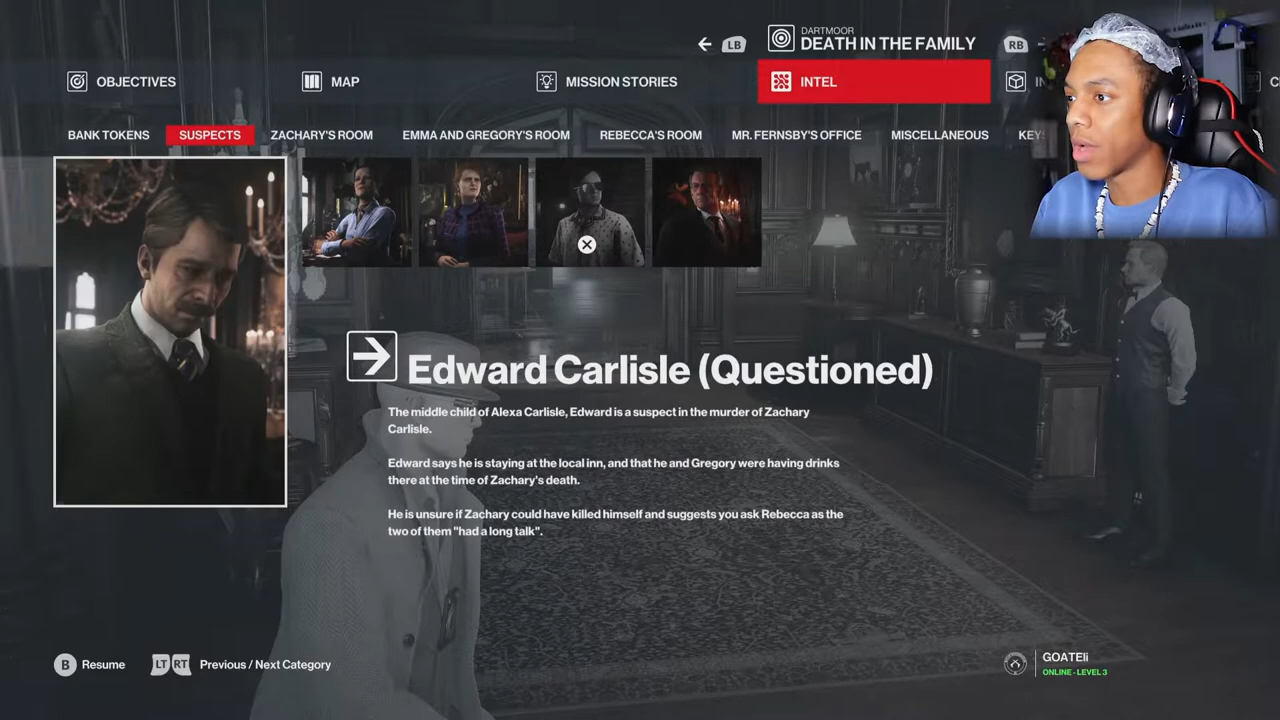 LB
DARTMOOR
DEATH IN THE FAMILY
RB
OBJECTIVES
MAP
MISSION STORIES
INTEL
BANK TOKENS
SUSPECTS
ZACHARY'S ROOM
EMMA AND GREGORY'S ROOM
REBECCA'S ROOM
MR. FERNSBY'S OFFICE
MISCELLANEOUS
Edward Carlisle (Questioned)
The middle child of Alexa Carlisle, Edward is a suspect in the murder of Zachary
Carlisle.
Edward says he is staying at the local inn, and that he and Gregory were having drinks
there at the time of Zachary's death.
He is unsure if Zachary could have killed himself and suggests you ask Rebecca as the
two of them "had a long talk".
B Resume
LT RT Previous / Next Category
GOATEli
ONLINE - LEVEL 3